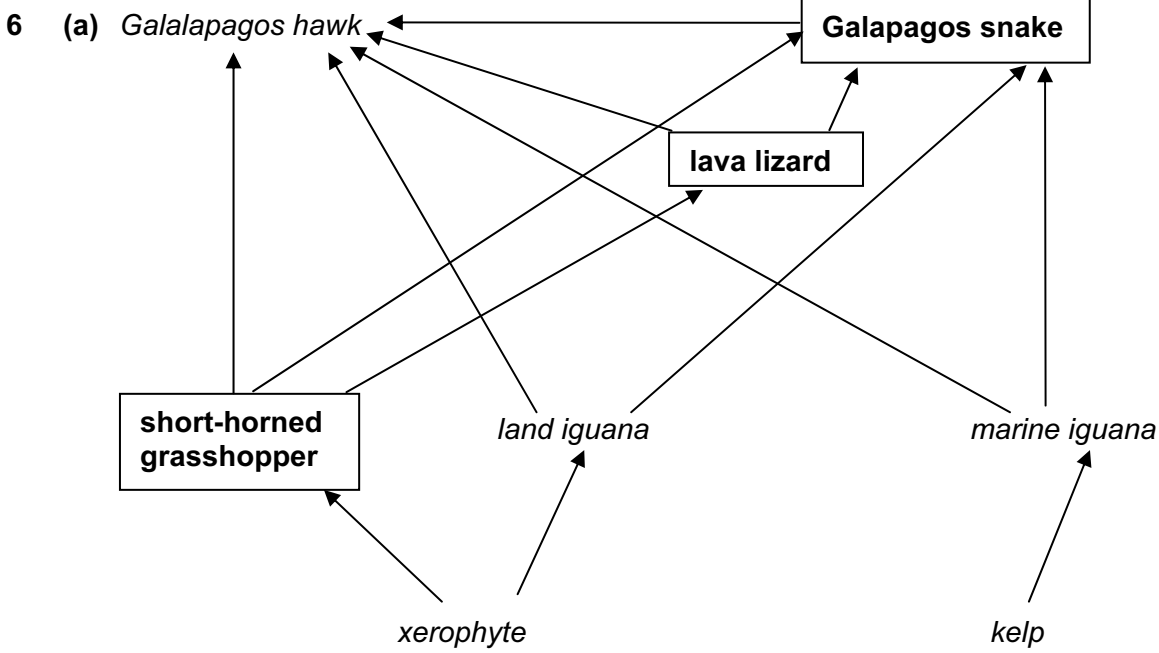 6 (a) Galalapagos hawk
Galapagos snake
lava lizard
short-horned
grasshopper
land iguana
marine iguana
xerophyte
kelp